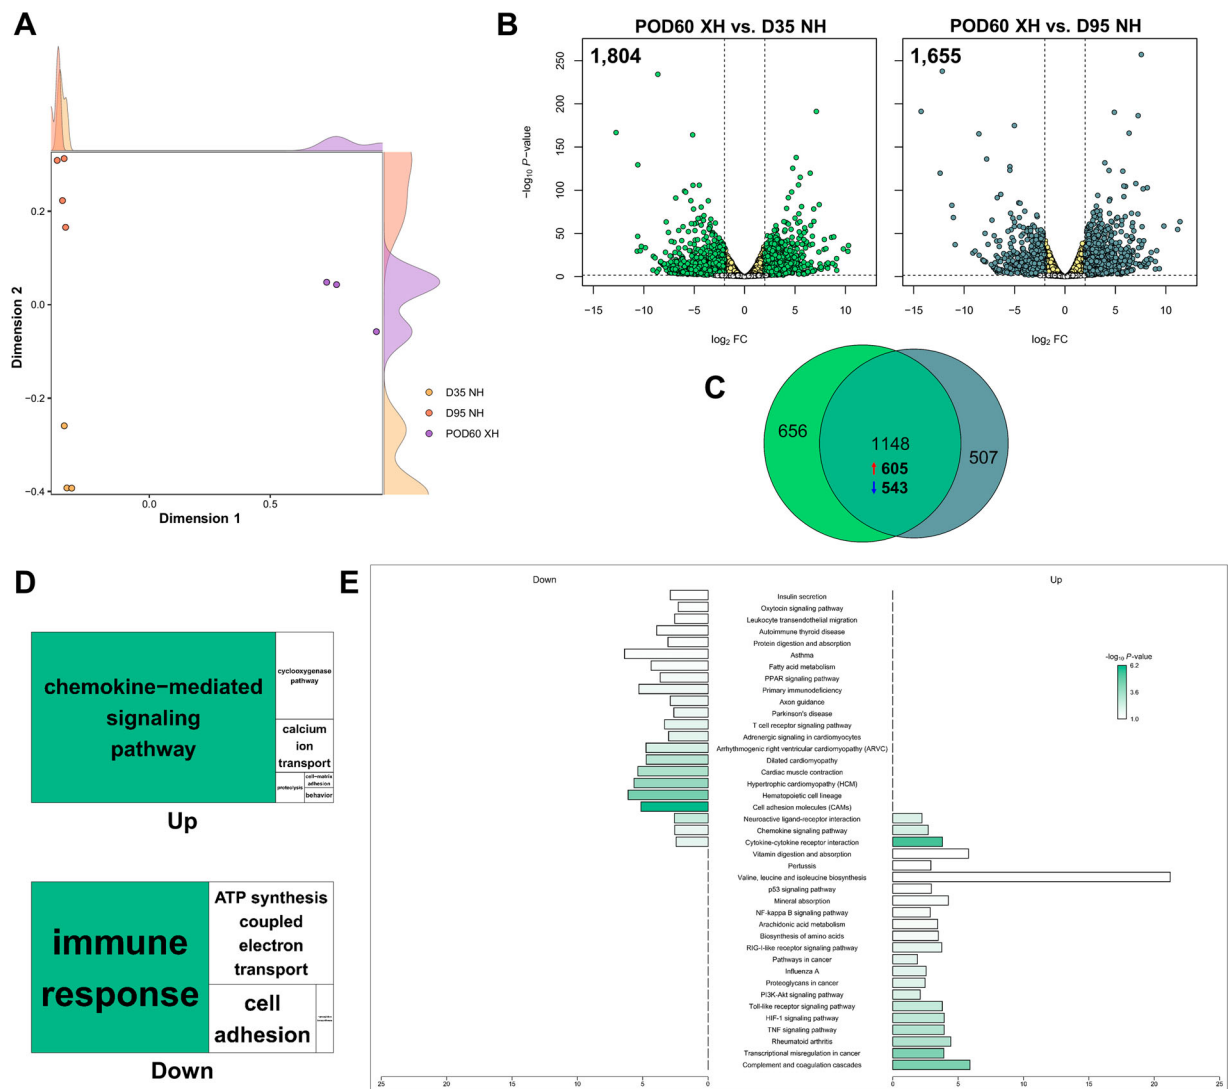 A
0.2
0.0
−0.2
−0.4
0.0
0.5
Dimension 2
Dimension 1
D35 NH
D95 NH
POD60 XH
B
POD60 XH vs. D35 NH
POD60 XH vs. D95 NH
1,804
1,655
250
200
150
100
50
0
−log10 P−value
−15
−10
−5
0
5
10
−15
−10
−5
0
5
10
log2 FC
log2 FC
C
656
1148
605
543
507
D
chemokine−mediated
signaling
pathway
cyclooxygenase
pathway
calcium
ion
transport
proteolysis
cell−matrix
adhesion
behavior
Up
immune
response
ATP synthesis
coupled
electron
transport
cell
adhesion
Down
E
Down
Up
Insulin secretion
Oxytocin signaling pathway
Leukocyte transendothelial migration
Autoimmune thyroid disease
Protein digestion and absorption
Asthma
Fatty acid metabolism
PPAR signaling pathway
Primary immunodeficiency
Axon guidance
Parkinson's disease
T cell receptor signaling pathway
Adrenergic signaling in cardiomyocytes
Arrhythmogenic right ventricular cardiomyopathy (ARVC)
Dilated cardiomyopathy
Cardiac muscle contraction
Hypertrophic cardiomyopathy (HCM)
Hematopoietic cell lineage
Cell adhesion molecules (CAMs)
Neuroactive ligand-receptor interaction
Chemokine signaling pathway
Cytokine-cytokine receptor interaction
Vitamin digestion and absorption
Pertussis
Valine, leucine and isoleucine biosynthesis
p53 signaling pathway
Mineral absorption
NF-kappa B signaling pathway
Arachidonic acid metabolism
Biosynthesis of amino acids
RIG-I-like receptor signaling pathway
Pathways in cancer
Influenza A
Proteoglycans in cancer
PI3K-Akt signaling pathway
Toll-like receptor signaling pathway
HIF-1 signaling pathway
TNF signaling pathway
Rheumatoid arthritis
Transcriptional misregulation in cancer
Complement and coagulation cascades
-log10 P-value
6.2
3.6
1.0
25
20
15
10
5
0
0
5
10
15
20
25